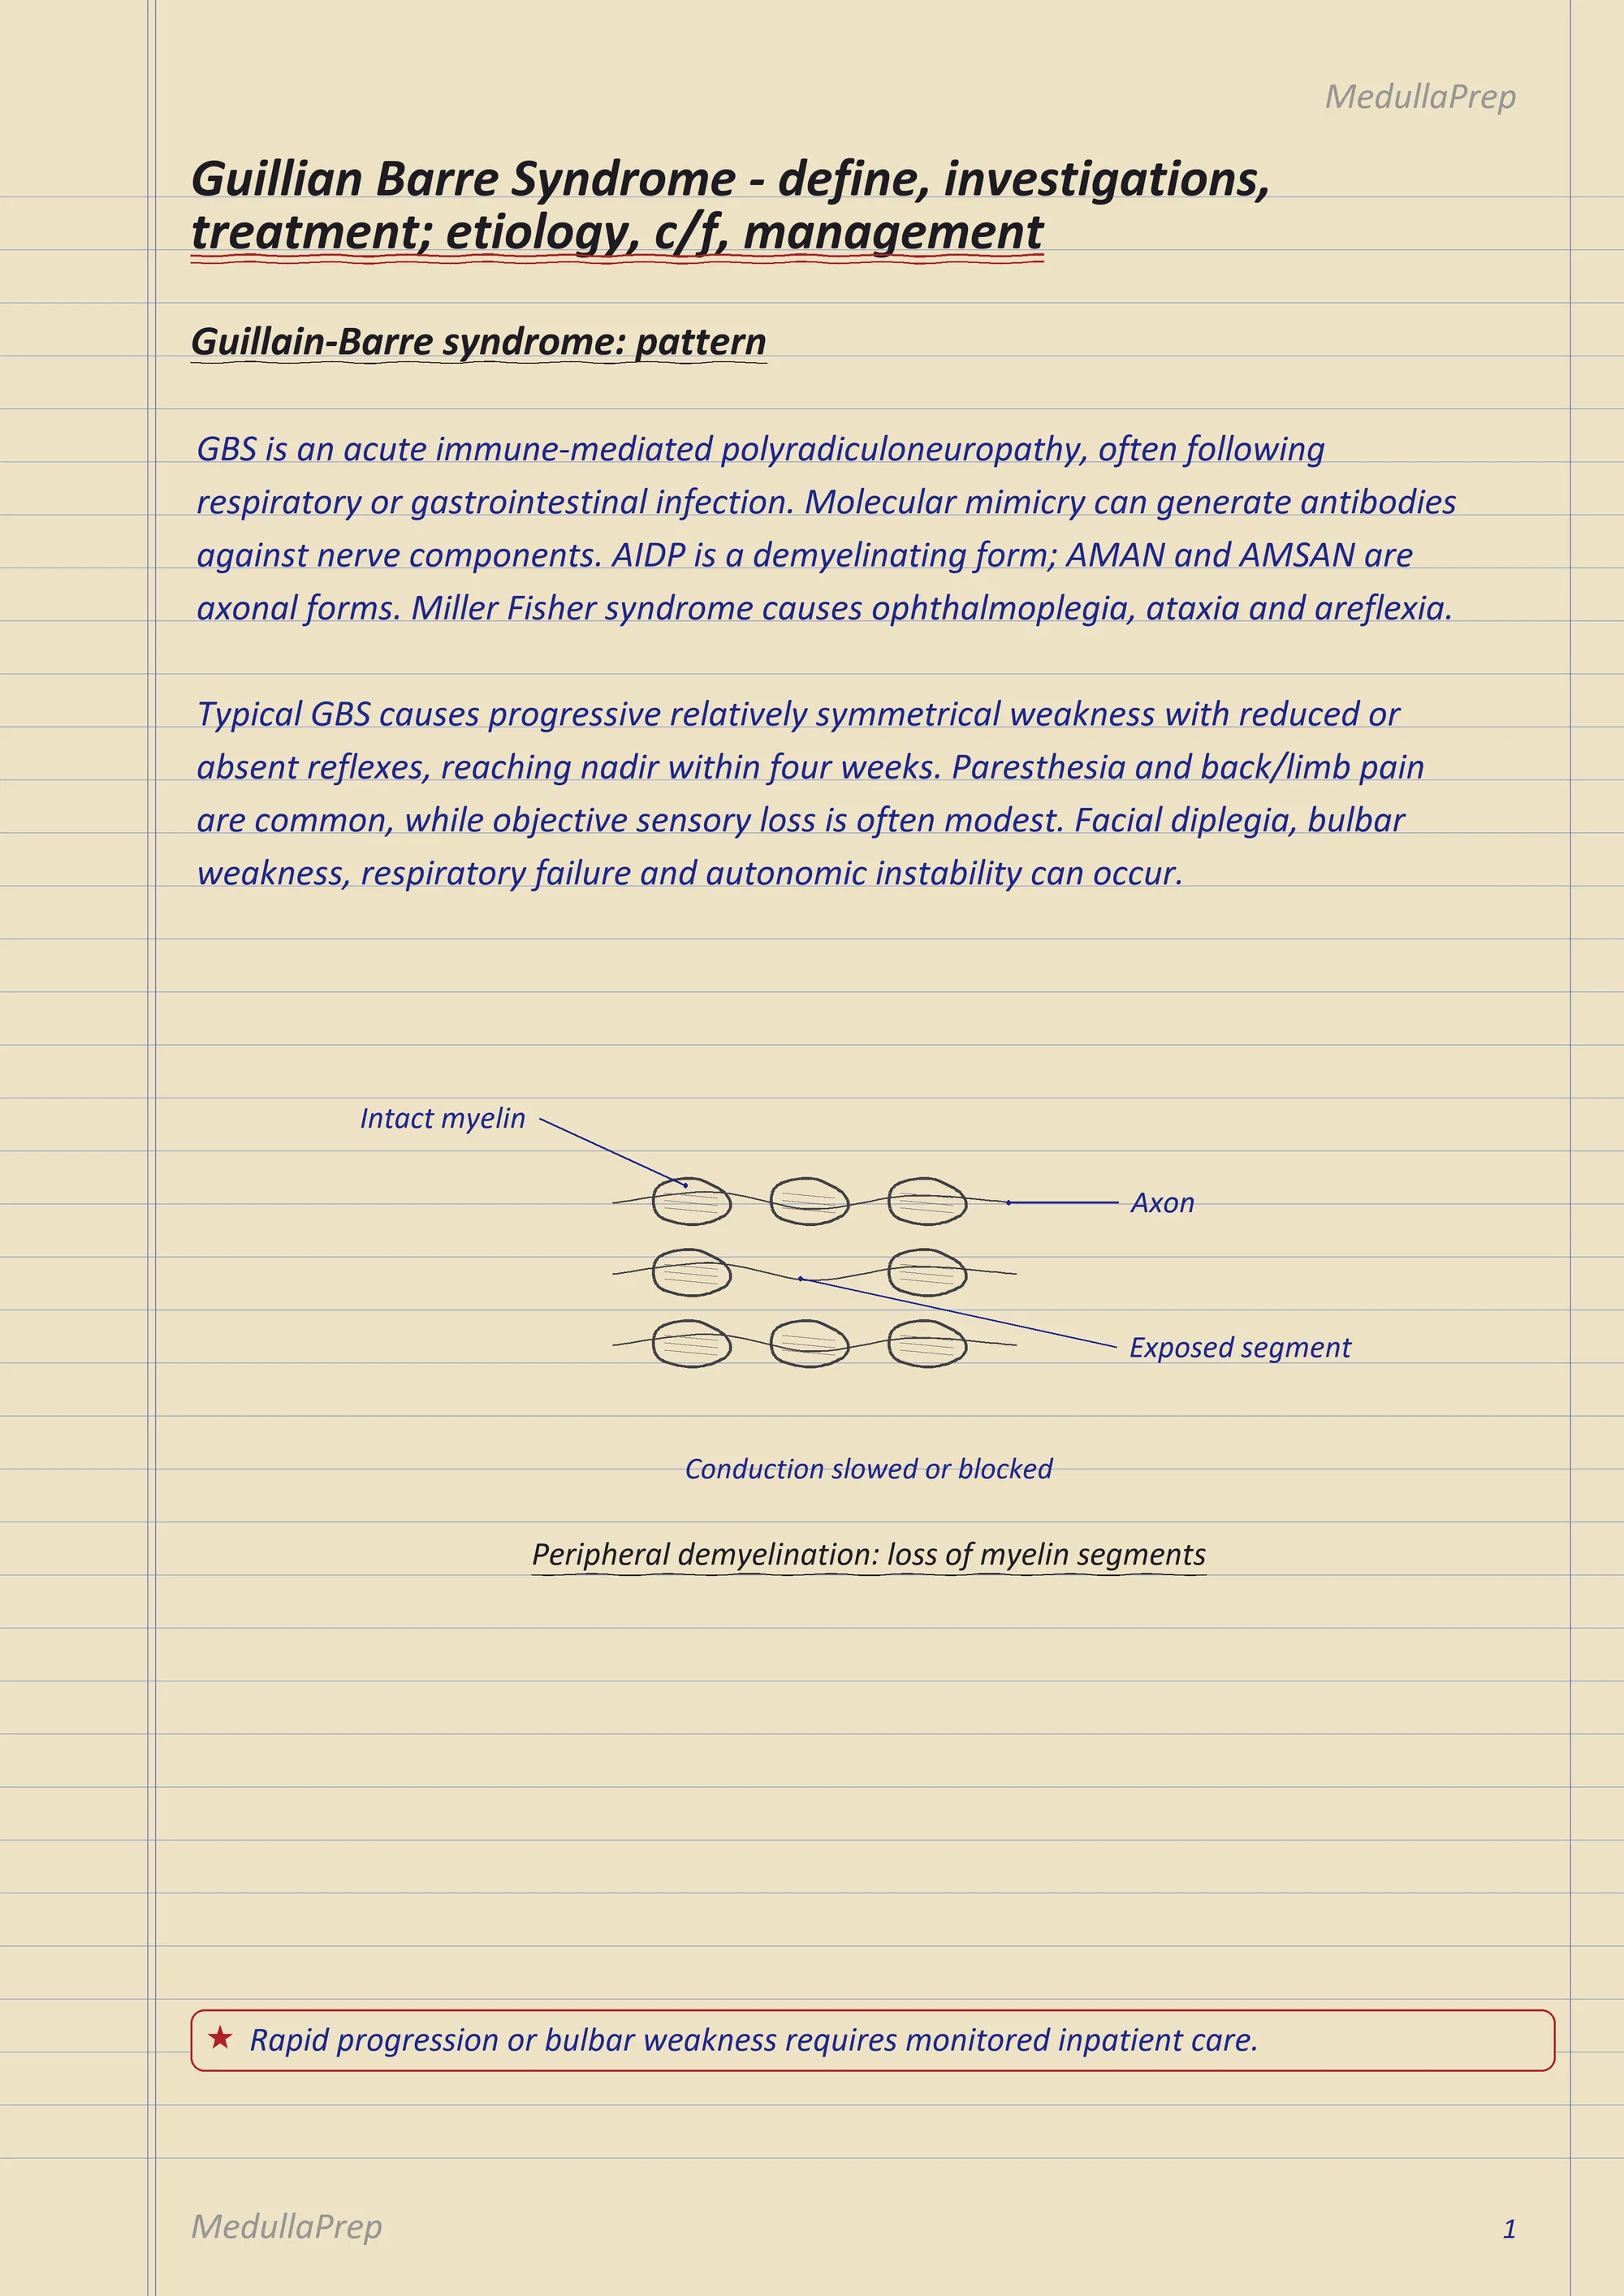 MedullaPrep
Guillian Barre Syndrome - define, investigations,
treatment; etiology, c/f, management
Guillain-Barre syndrome: pattern
GBS is an acute immune-mediated polyradiculoneuropathy, often following
respiratory or gastrointestinal infection. Molecular mimicry can generate antibodies
against nerve components. AIDP is a demyelinating form; AMAN and AMSAN are
axonal forms. Miller Fisher syndrome causes ophthalmoplegia, ataxia and areflexia.
Typical GBS causes progressive relatively symmetrical weakness with reduced or
absent reflexes, reaching nadir within four weeks. Paresthesia and back/limb pain
are common, while objective sensory loss is often modest. Facial diplegia, bulbar
weakness, respiratory failure and autonomic instability can occur.
Intact myelin
Axon
Exposed segment
Conduction slowed or blocked
Peripheral demyelination: loss of myelin segments
★ Rapid progression or bulbar weakness requires monitored inpatient care.
MedullaPrep
1